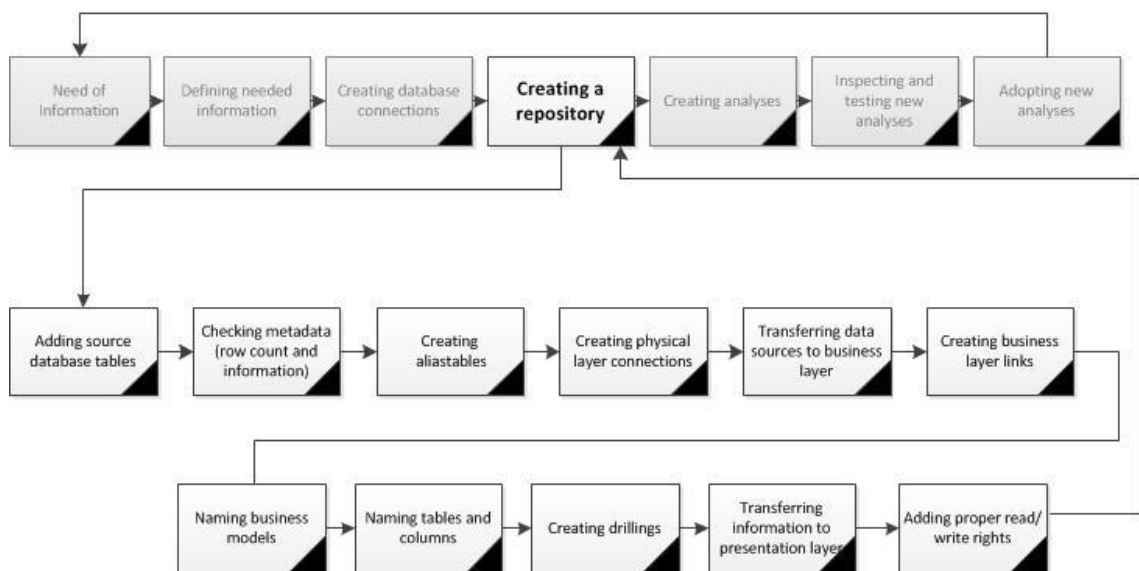 Need of
Information
Defining needed
information
Creating database
connections
Creating a
repository
Creating analyses
Inspecting and
testing new
analyses
Adopting new
analyses
Adding source
database tables
Checking metadata
(row count and
information)
Creating
aliastables
Creating physical
layer connections
Transferring data
sources to business
layer
Creating business
layer links
Naming business
models
Naming tables and
columns
Creating drillings
Transferring
information to
presentation layer
Adding proper read/
write rights